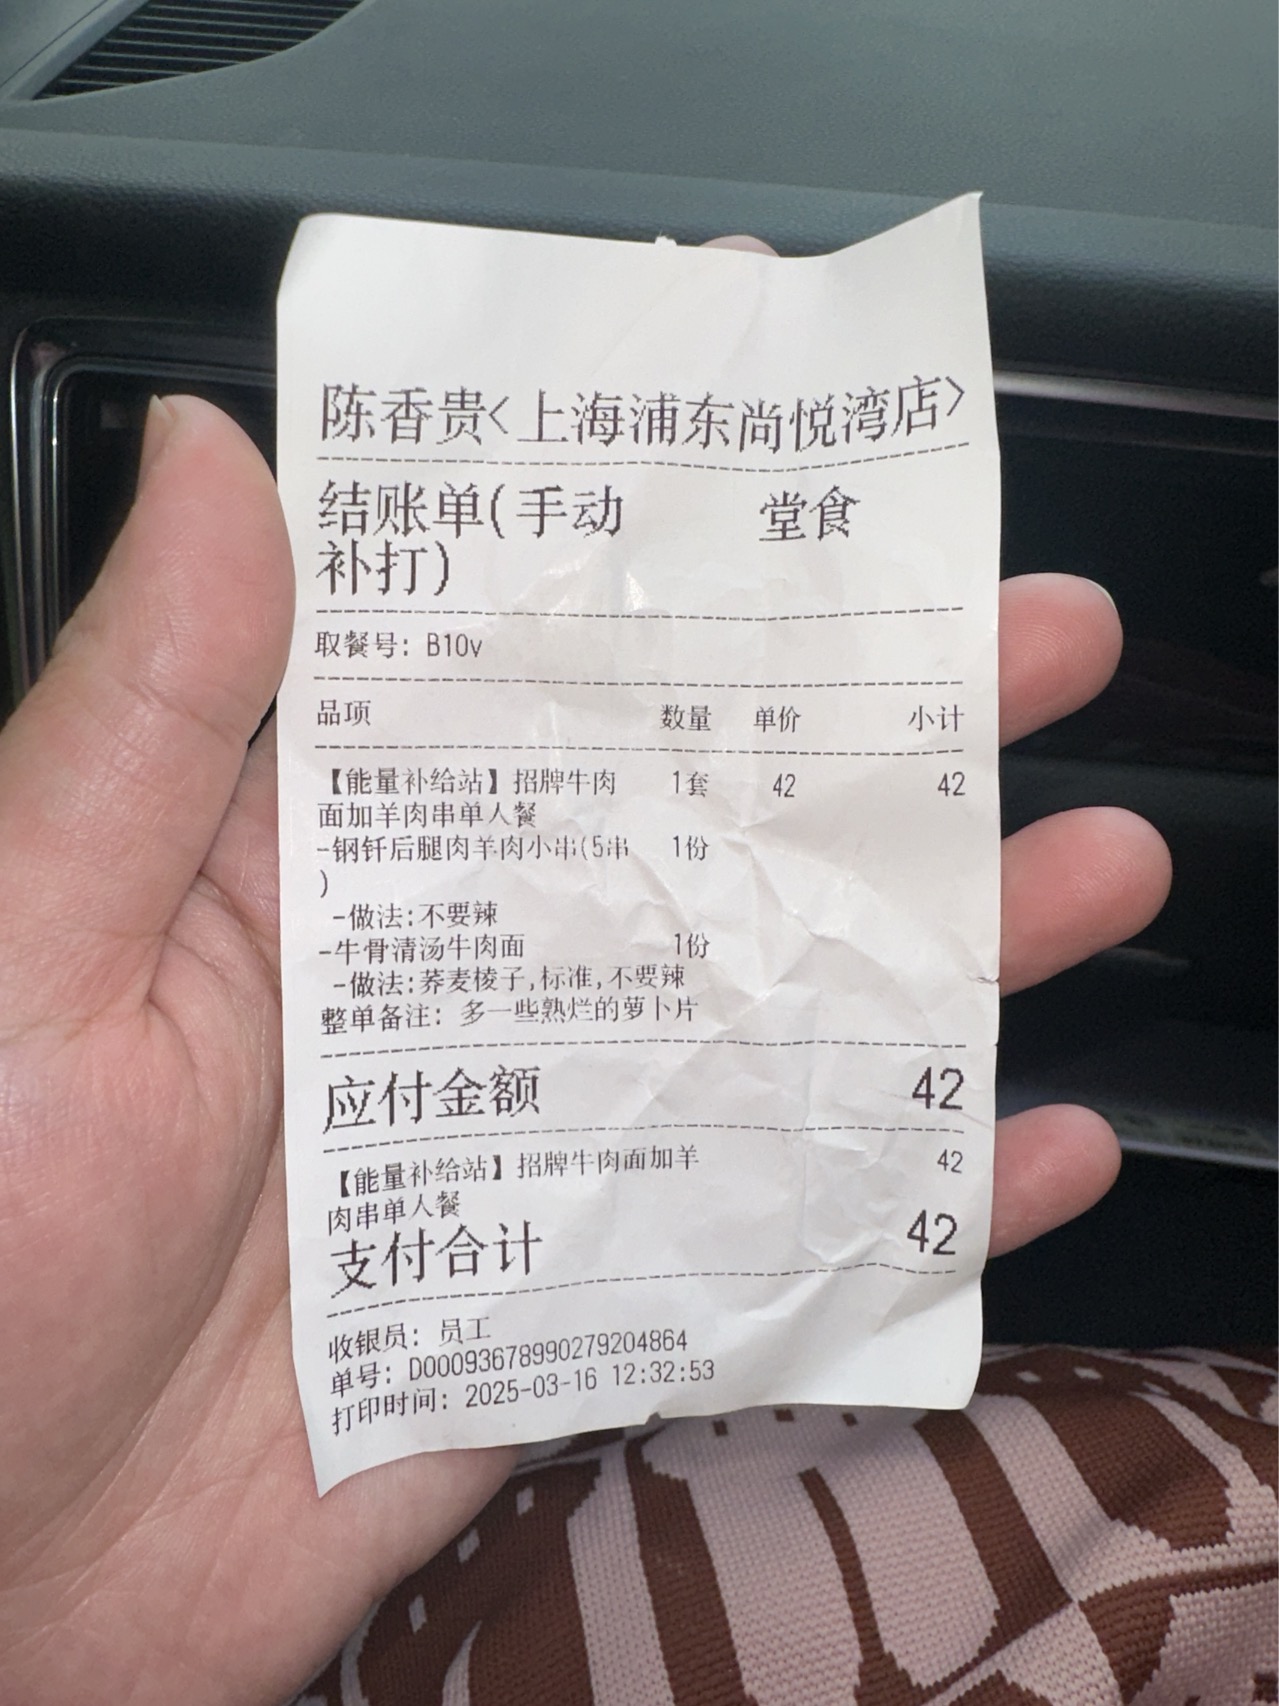 陈香贵<上海浦东尚悦湾店>
结账单(手动 堂食
补打)
取餐号: B10v
品项 数量 单价 小计
【能量补给站】招牌牛肉 1套 42 42
面加羊肉串单人餐
-钢钎后腿肉羊肉小串(5串 1份
)
-做法:不要辣
-牛骨清汤牛肉面 1份
-做法:荞麦棱子,标准,不要辣
整单备注: 多一些熟烂的萝卜片
应付金额 42
【能量补给站】招牌牛肉面加羊 42
肉串单人餐
支付合计 42
收银员: 员工
单号: D00093678990279204864
打印时间: 2025-03-16 12:32:53